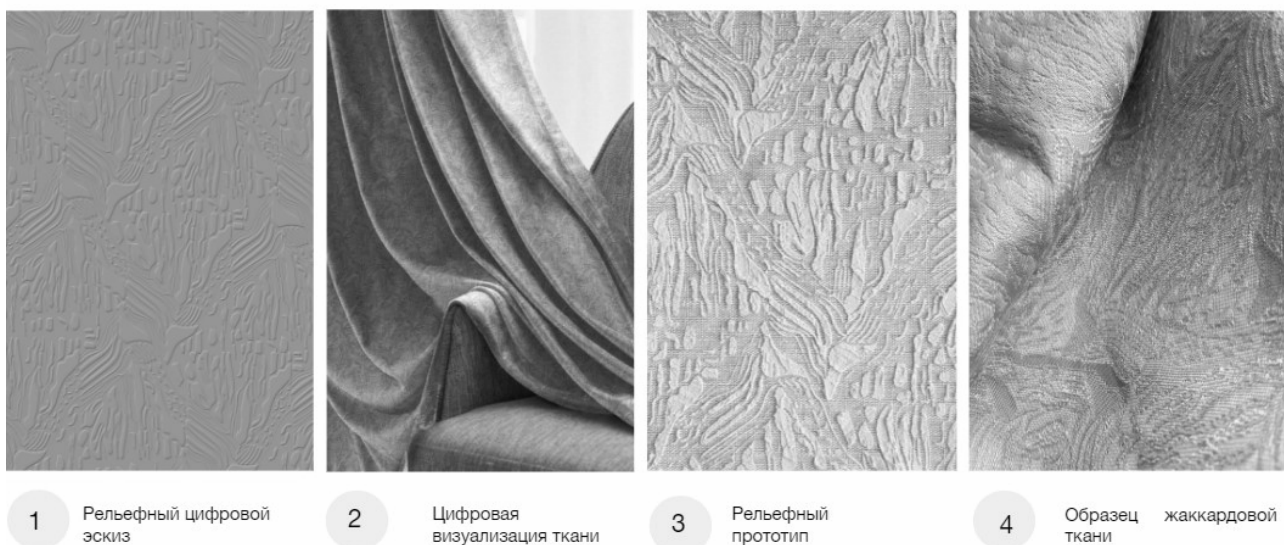 1
Рельефный цифровой
эскиз
2
Цифровая
визуализация ткани
3
Рельефный
прототип
4
Образец жаккардовой
ткани